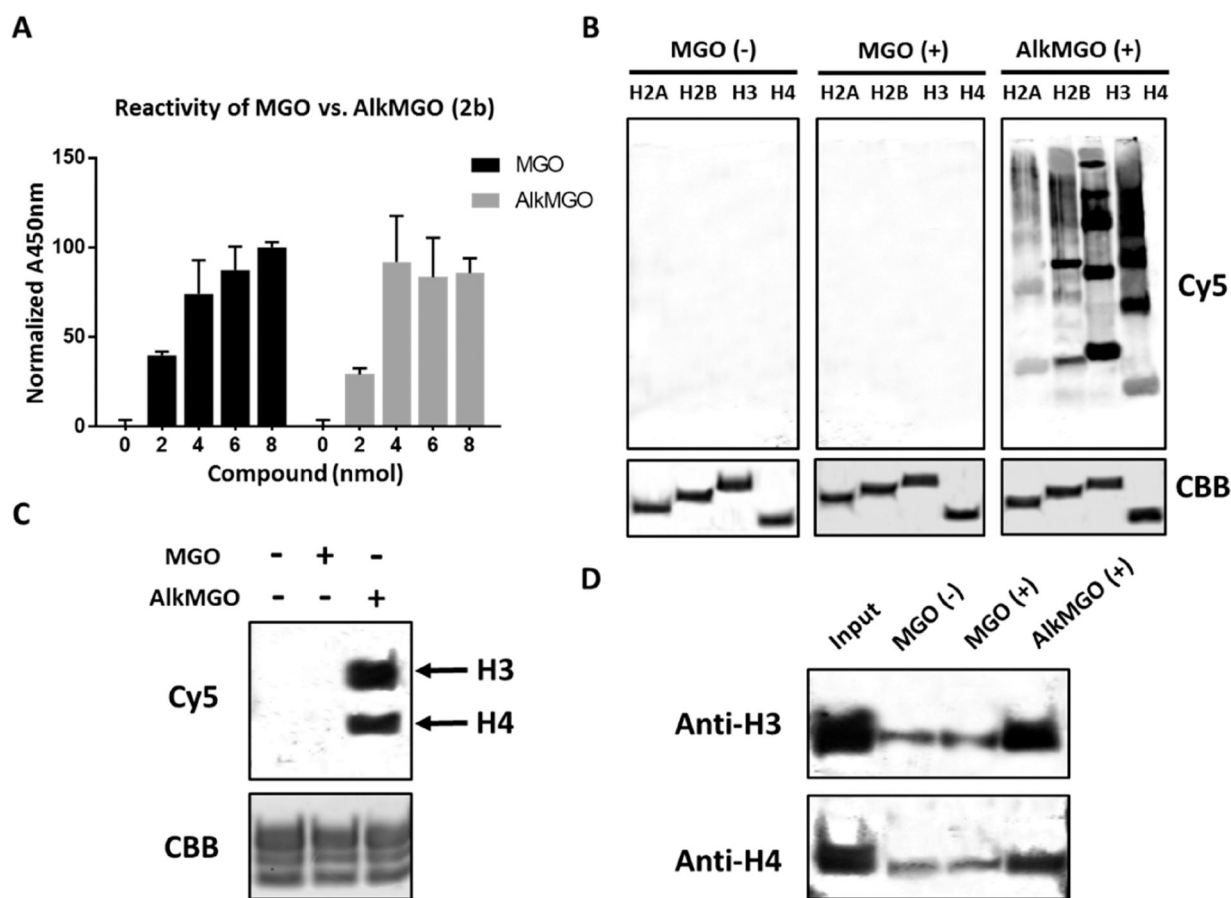 A
Reactivity of MGO vs. AlkMGO (2b)
150
100
50
0
Normalized A450nm
MGO
AlkMGO
0 2 4 6 8 0 2 4 6 8
Compound (nmol)
B
MGO (-) MGO (+) AlkMGO (+)
H2A H2B H3 H4 H2A H2B H3 H4 H2A H2B H3 H4
Cy5
CBB
C
MGO - + -
AlkMGO - - +
Cy5
H3
H4
CBB
D
Input MGO (-) MGO (+) AlkMGO (+)
Anti-H3
Anti-H4